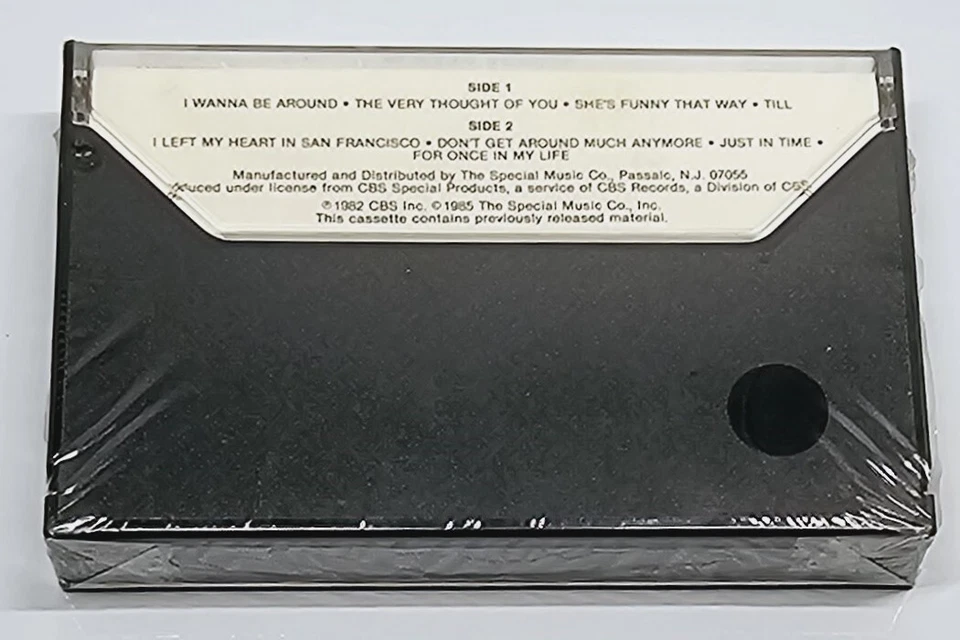 SIDE 1
I WANNA BE AROUND • THE VERY THOUGHT OF YOU • SHE'S FUNNY THAT WAY • TILL
SIDE 2
I LEFT MY HEART IN SAN FRANCISCO • DON'T GET AROUND MUCH ANYMORE • JUST IN TIME •
FOR ONCE IN MY LIFE
Manufactured and Distributed by The Special Music Co., Passaic, N.J. 07055
under license from CBS Special Products, a service of CBS Records, a Division of CBS
℗ 1982 CBS Inc. © 1985 The Special Music Co., Inc.
This cassette contains previously released material.